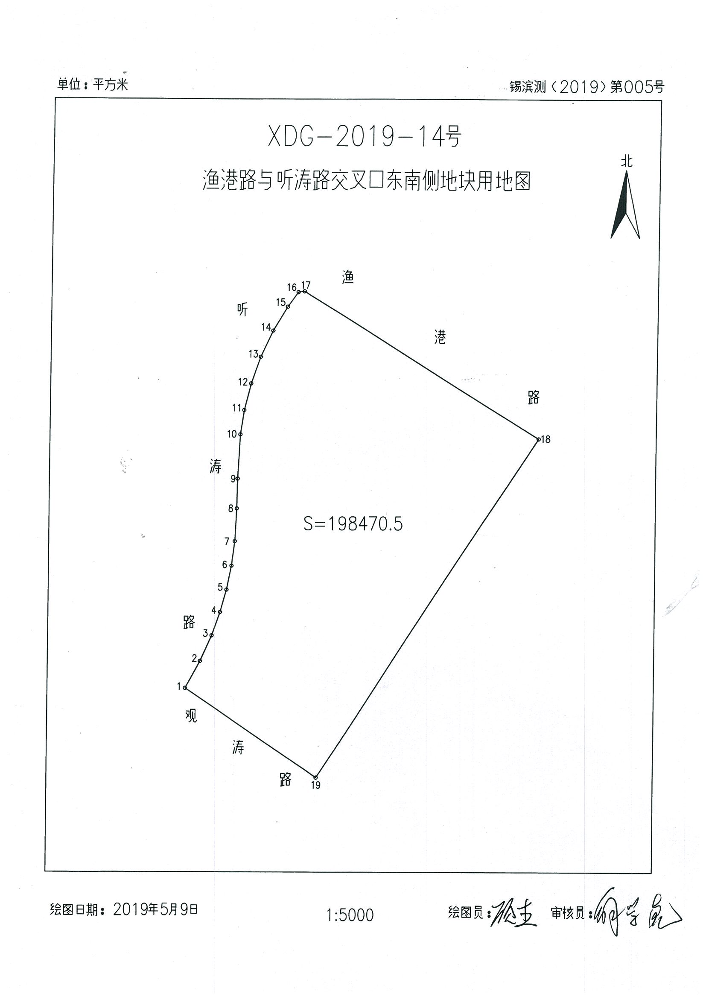 单位：平方米
锡滨测〈2019〉第005号
XDG-2019-14号
渔港路与听涛路交叉口东南侧地块用地图
北
渔
港
路
听
涛
路
观
涛
路
17
16
15
14
13
12
11
10
9
8
7
6
5
4
3
2
1
18
19
S=198470.5
绘图日期：2019年5月9日
1:5000
绘图员：
审核员：